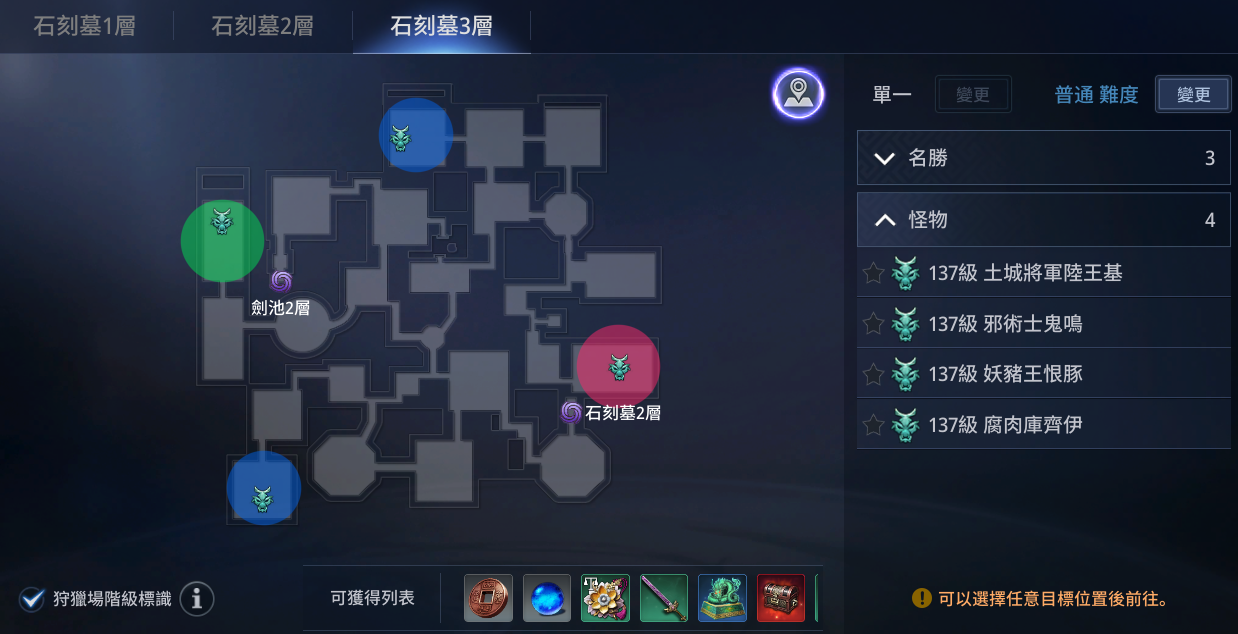 石刻墓1層
石刻墓2層
石刻墓3層
單一
變更
普通 難度
變更
名勝
3
怪物
4
137級 土城將軍陸王基
137級 邪術士鬼鳴
137級 妖豬王恨豚
137級 腐肉庫齊伊
劍池2層
石刻墓2層
狩獵場階級標識
可獲得列表
可以選擇任意目標位置後前往。